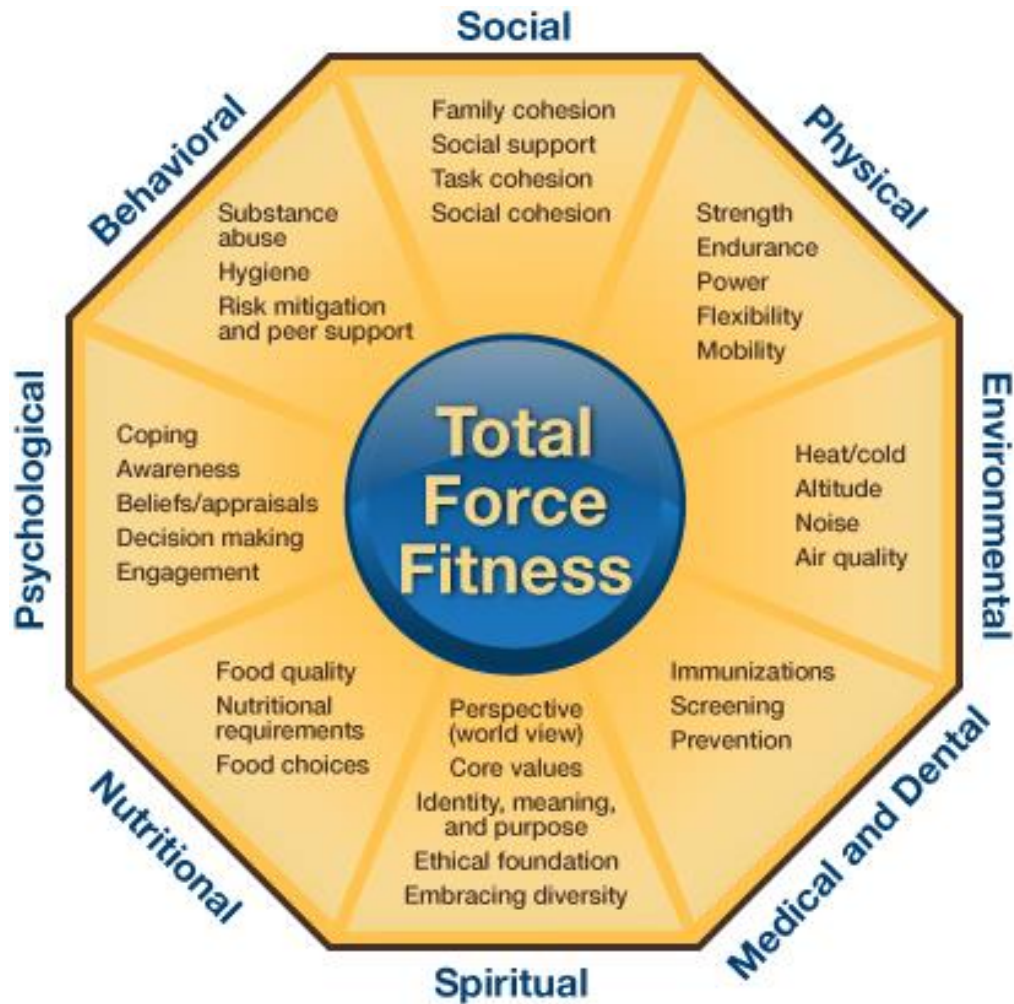 Social
Family cohesion
Social support
Task cohesion
Social cohesion
Physical
Strength
Endurance
Power
Flexibility
Mobility
Environmental
Heat/cold
Altitude
Noise
Air quality
Medical and Dental
Immunizations
Screening
Prevention
Spiritual
Perspective
(world view)
Core values
Identity, meaning,
and purpose
Ethical foundation
Embracing diversity
Nutritional
Food quality
Nutritional
requirements
Food choices
Psychological
Coping
Awareness
Beliefs/appraisals
Decision making
Engagement
Behavioral
Substance
abuse
Hygiene
Risk mitigation
and peer support
Total
Force
Fitness